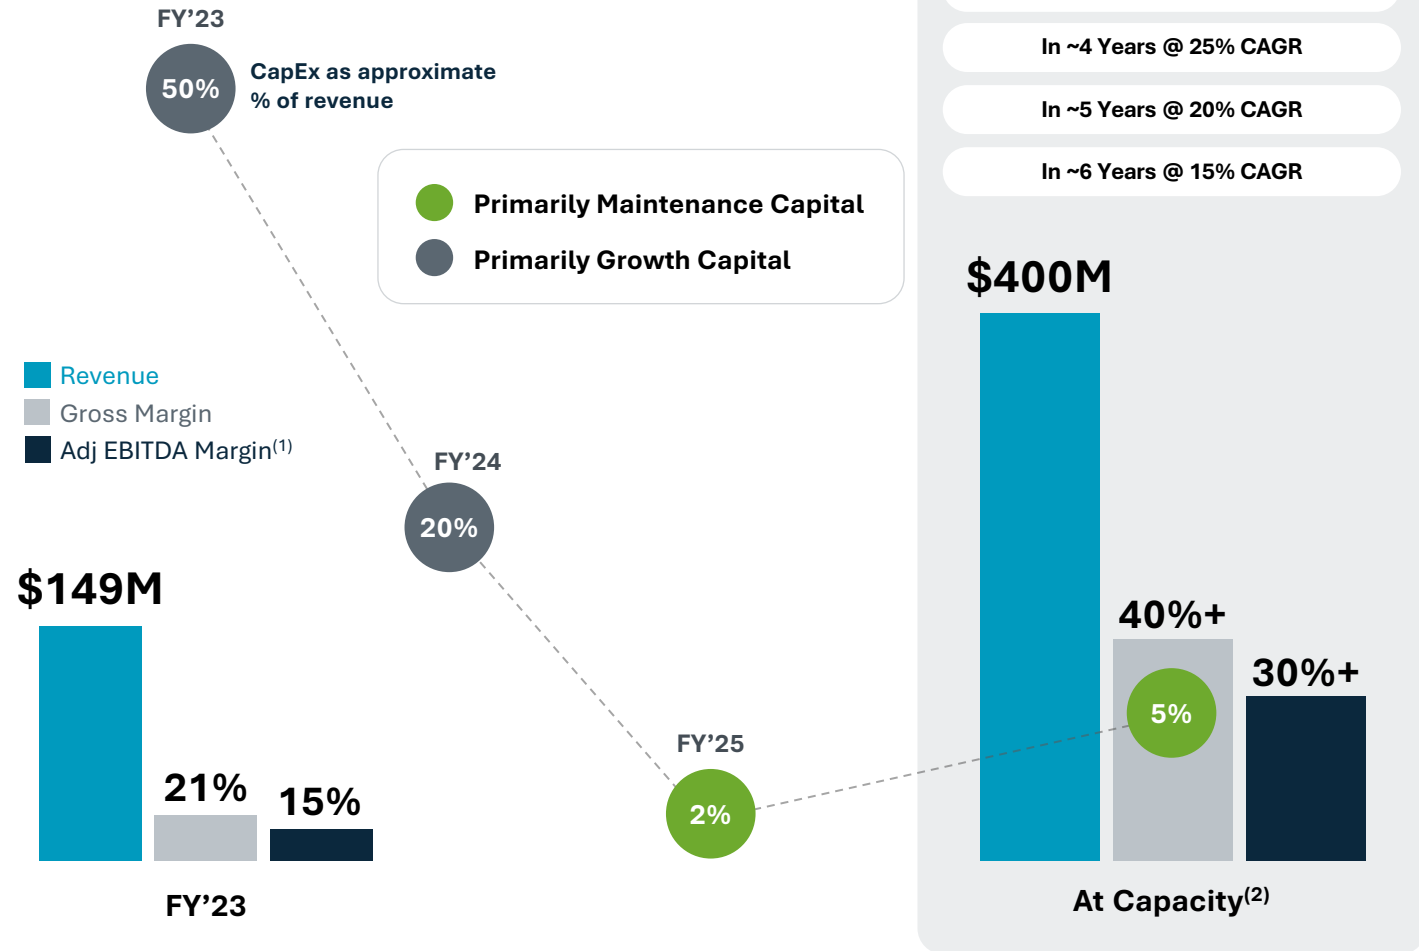 FY’23
50%
CapEx as approximate
% of revenue
In ~4 Years @ 25% CAGR
In ~5 Years @ 20% CAGR
In ~6 Years @ 15% CAGR
Primarily Maintenance Capital
Primarily Growth Capital
Revenue
Gross Margin
Adj EBITDA Margin(1)
FY’24
20%
FY’25
2%
$149M
21%
15%
FY’23
$400M
40%+
30%+
5%
At Capacity(2)